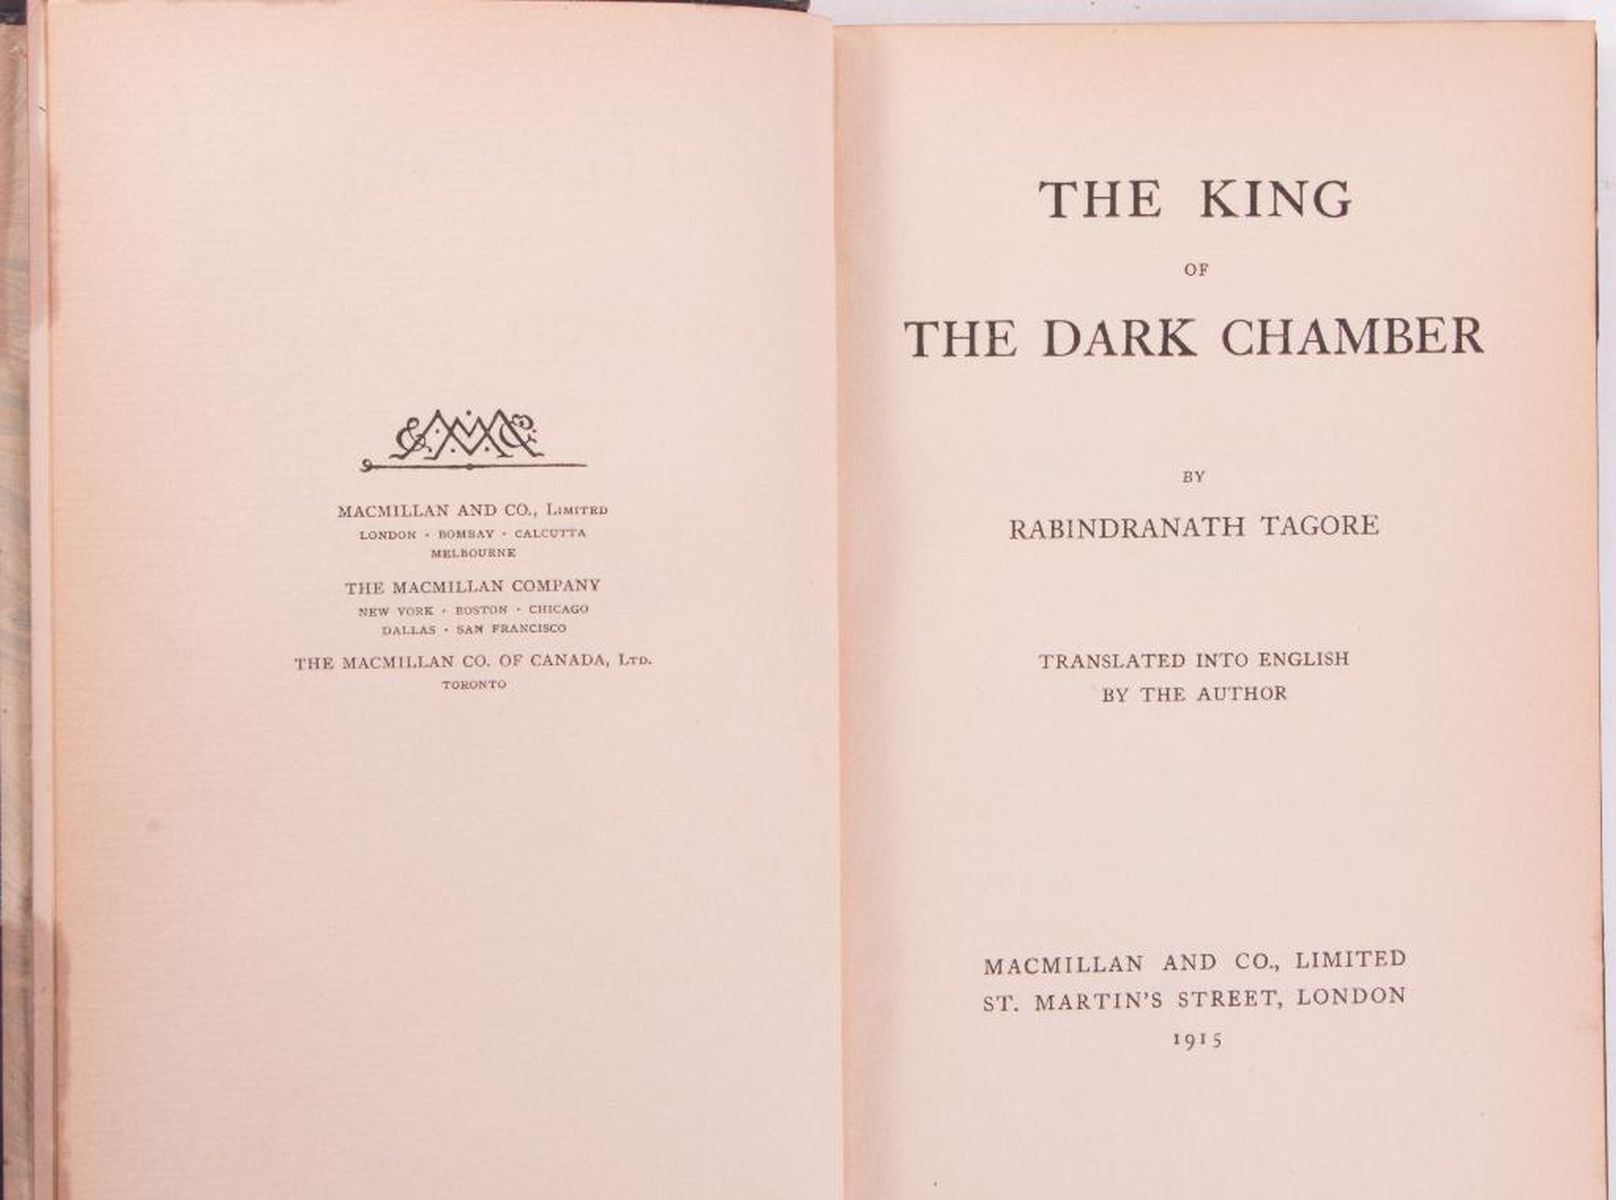 MACMILLAN AND CO., LIMITED
LONDON · BOMBAY · CALCUTTA
MELBOURNE
THE MACMILLAN COMPANY
NEW YORK · BOSTON · CHICAGO
DALLAS · SAN FRANCISCO
THE MACMILLAN CO. OF CANADA, LTD.
TORONTO
THE KING
OF
THE DARK CHAMBER
BY
RABINDRANATH TAGORE
TRANSLATED INTO ENGLISH
BY THE AUTHOR
MACMILLAN AND CO., LIMITED
ST. MARTIN'S STREET, LONDON
1915